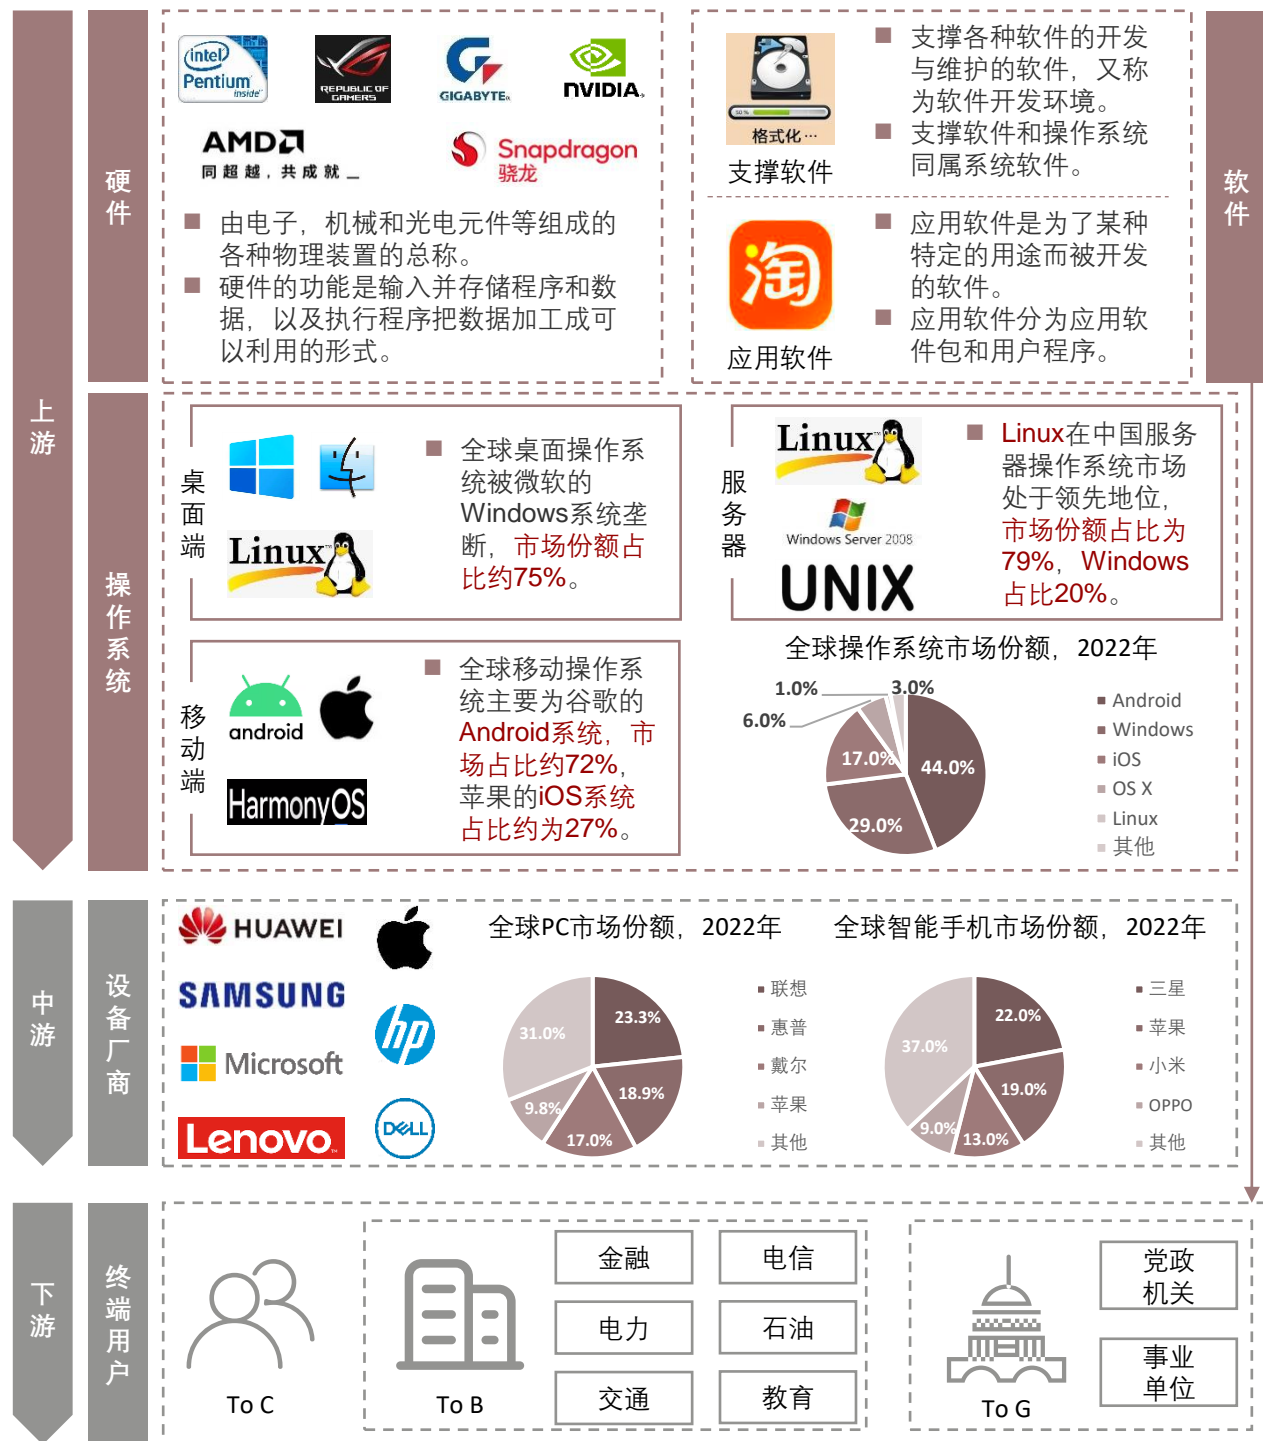 上游
硬件
intel
Pentium
inside
REPUBLIC OF
GAMERS
GIGABYTE
NVIDIA
AMD
同超越，共成就_
Snapdragon
骁龙
■ 由电子，机械和光电元件等组成的
各种物理装置的总称。
■ 硬件的功能是输入并存储程序和数
据，以及执行程序把数据加工成可
以利用的形式。
50 %
格式化…
支撑软件
■ 支撑各种软件的开发
与维护的软件，又称
为软件开发环境。
■ 支撑软件和操作系统
同属系统软件。
淘
应用软件
■ 应用软件是为了某种
特定的用途而被开发
的软件。
■ 应用软件分为应用软
件包和用户程序。
软件
操作系统
桌面端
Linux
■ 全球桌面操作系
统被微软的
Windows系统垄
断，市场份额占
比约75%。
服务器
Linux
Windows Server 2008
UNIX
■ Linux在中国服务
器操作系统市场
处于领先地位，
市场份额占比为
79%，Windows
占比20%。
移动端
android
HarmonyOS
■ 全球移动操作系
统主要为谷歌的
Android系统，市
场占比约72%，
苹果的iOS系统
占比约为27%。
全球操作系统市场份额，2022年
1.0%
3.0%
6.0%
17.0%
44.0%
29.0%
Android
Windows
iOS
OS X
Linux
其他
中游
设备厂商
HUAWEI
SAMSUNG
hp
Microsoft
Lenovo
DELL
全球PC市场份额，2022年
23.3%
31.0%
18.9%
9.8%
17.0%
联想
惠普
戴尔
苹果
其他
全球智能手机市场份额，2022年
22.0%
37.0%
19.0%
9.0%
13.0%
三星
苹果
小米
OPPO
其他
下游
终端用户
To C
To B
金融
电信
电力
石油
交通
教育
To G
党政
机关
事业
单位